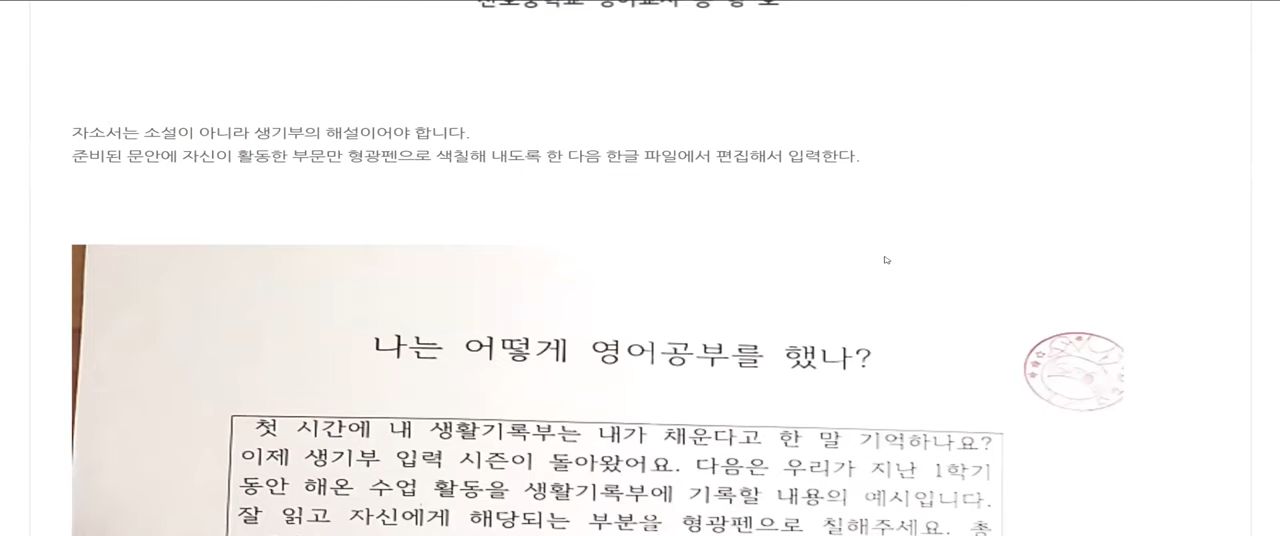 자소서는 소설이 아니라 생기부의 해설이어야 합니다.
준비된 문안에 자신이 활동한 부문만 형광펜으로 색칠해 내도록 한 다음 한글 파일에서 편집해서 입력한다.
나는 어떻게 영어공부를 했나?
첫 시간에 내 생활기록부는 내가 채운다고 한 말 기억하나요?
이제 생기부 입력 시즌이 돌아왔어요. 다음은 우리가 지난 1학기
동안 해온 수업 활동을 생활기록부에 기록할 내용의 예시입니다.
잘 읽고 자신에게 해당되는 부분을 형광펜으로 칠해주세요. 총